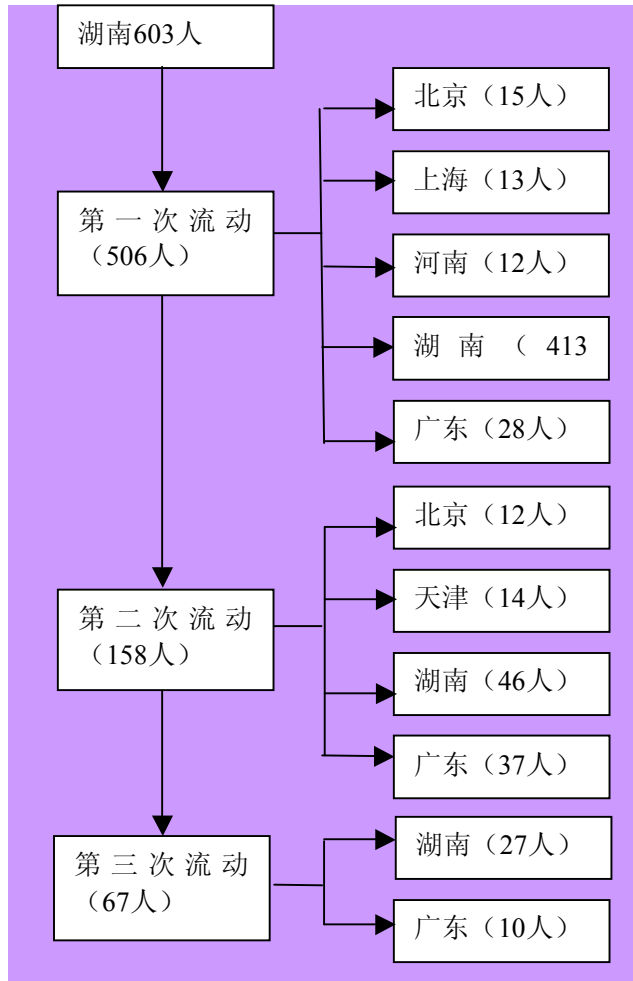 湖南603人
北京（15人）
上海（13人）
第一次流动
（506人）
河南（12人）
湖南（413
广东（28人）
北京（12人）
天津（14人）
第二次流动
（158人）
湖南（46人）
广东（37人）
湖南（27人）
第三次流动
（67人）
广东（10人）